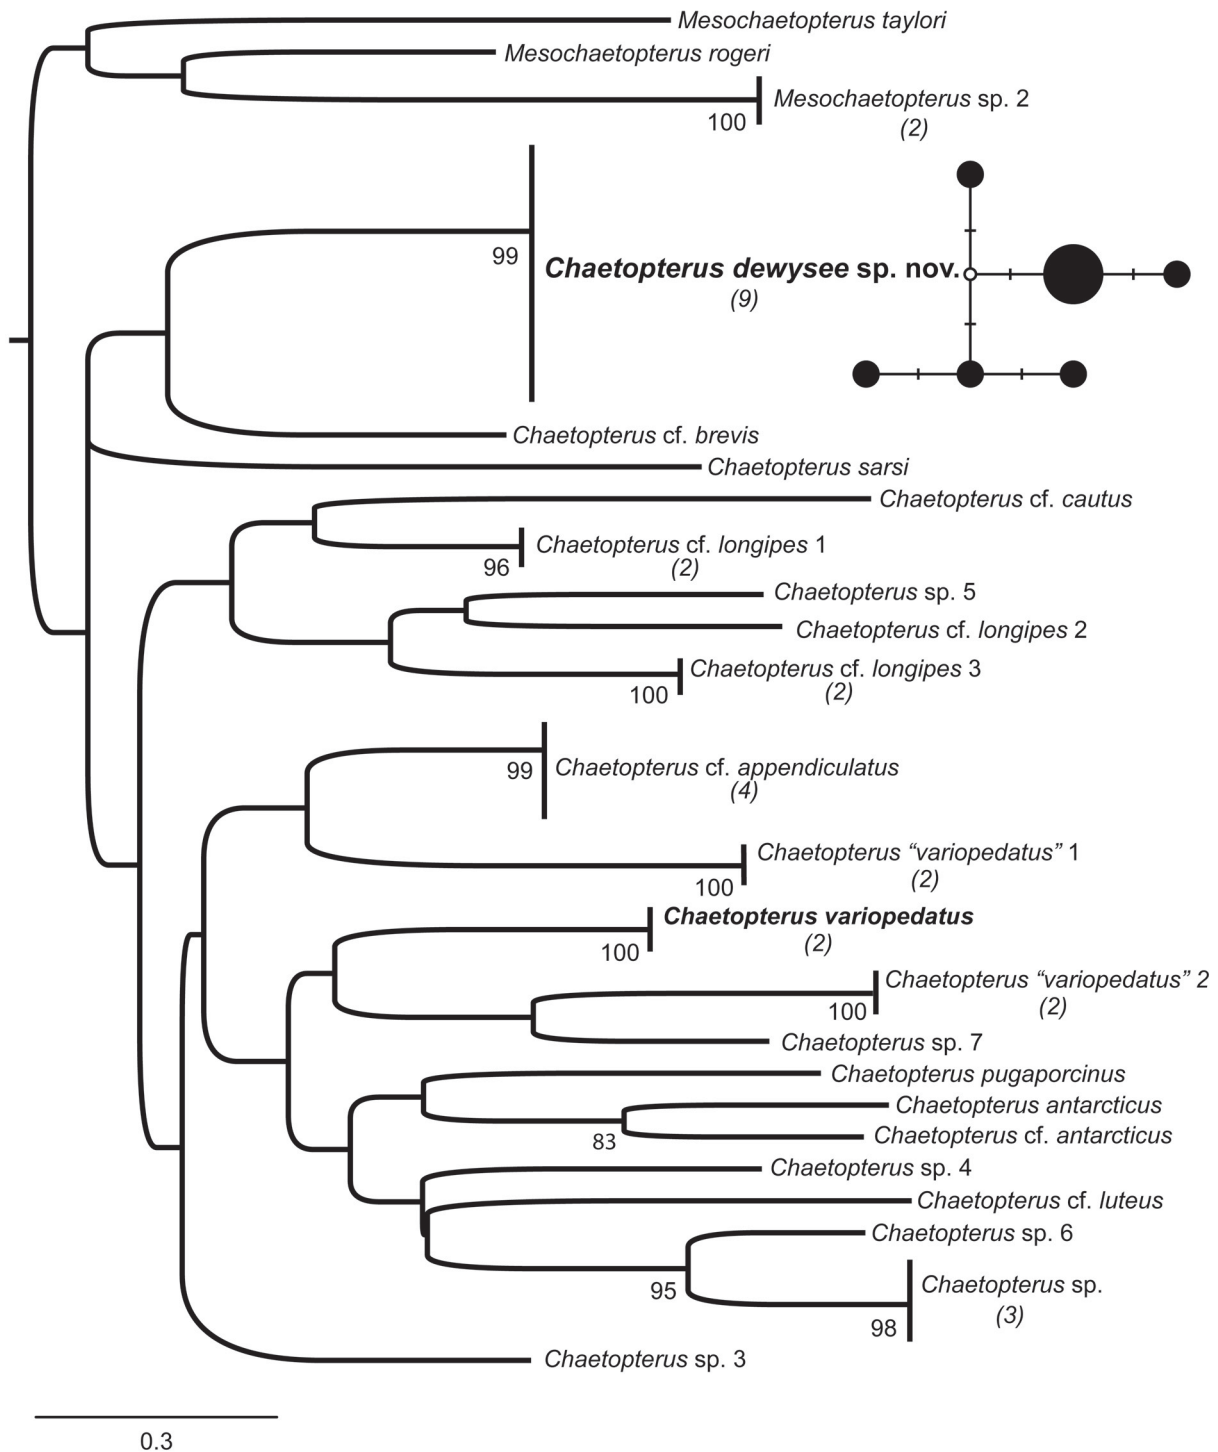 Mesochaetopterus taylori
Mesochaetopterus rogeri
Mesochaetopterus sp. 2
100
(2)
99
Chaetopterus dewysee sp. nov.
(9)
Chaetopterus cf. brevis
Chaetopterus sarsi
Chaetopterus cf. cautus
Chaetopterus cf. longipes 1
96
(2)
Chaetopterus sp. 5
Chaetopterus cf. longipes 2
Chaetopterus cf. longipes 3
100
(2)
99
Chaetopterus cf. appendiculatus
(4)
Chaetopterus “variopedatus” 1
100
(2)
Chaetopterus variopedatus
100
(2)
Chaetopterus “variopedatus” 2
100
(2)
Chaetopterus sp. 7
Chaetopterus pugaporcinus
Chaetopterus antarcticus
83
Chaetopterus cf. antarcticus
Chaetopterus sp. 4
Chaetopterus cf. luteus
Chaetopterus sp. 6
95
Chaetopterus sp.
(3)
98
Chaetopterus sp. 3
0.3